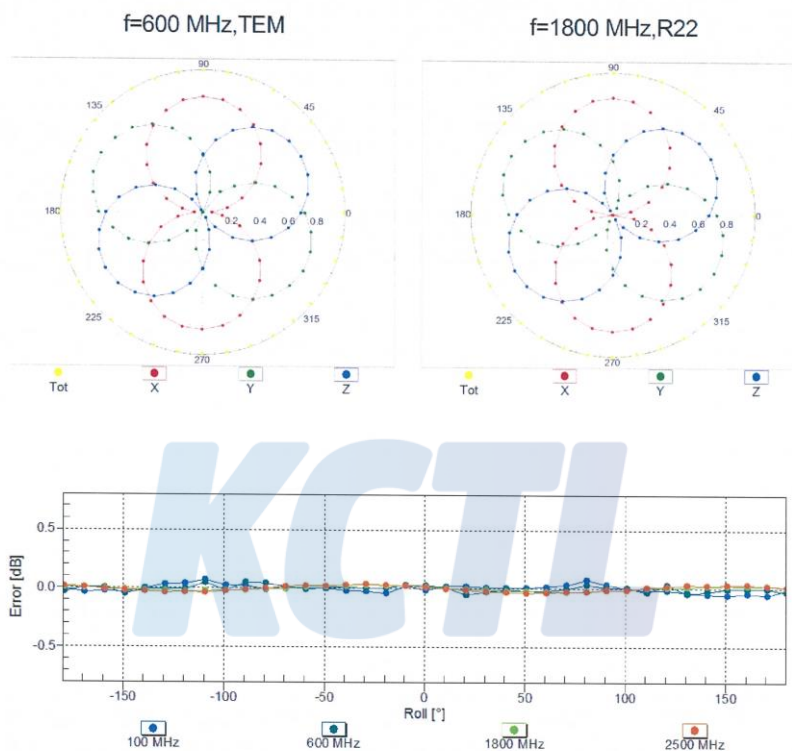 f=600 MHz,TEM
f=1800 MHz,R22
90
135
45
180
0.2 0.4 0.6 0.8
0
225
315
270
Tot X Y Z
90
135
45
180
0.2 0.4 0.6 0.8
0
225
315
270
Tot X Y Z
KCTL
Error [dB]
0.5
0.0
-0.5
-150 -100 -50 0 50 100 150
Roll [°]
100 MHz 600 MHz 1800 MHz 2500 MHz